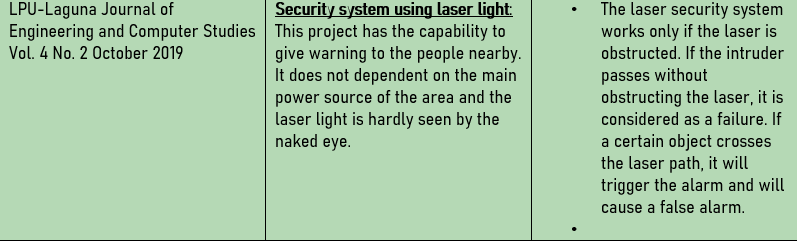 LPU-Laguna Journal of
Engineering and Computer Studies
Vol. 4 No. 2 October 2019
Security system using laser light:
This project has the capability to
give warning to the people nearby.
It does not dependent on the main
power source of the area and the
laser light is hardly seen by the
naked eye.
• The laser security system
works only if the laser is
obstructed. If the intruder
passes without
obstructing the laser, it is
considered as a failure. If
a certain object crosses
the laser path, it will
trigger the alarm and will
cause a false alarm.
•